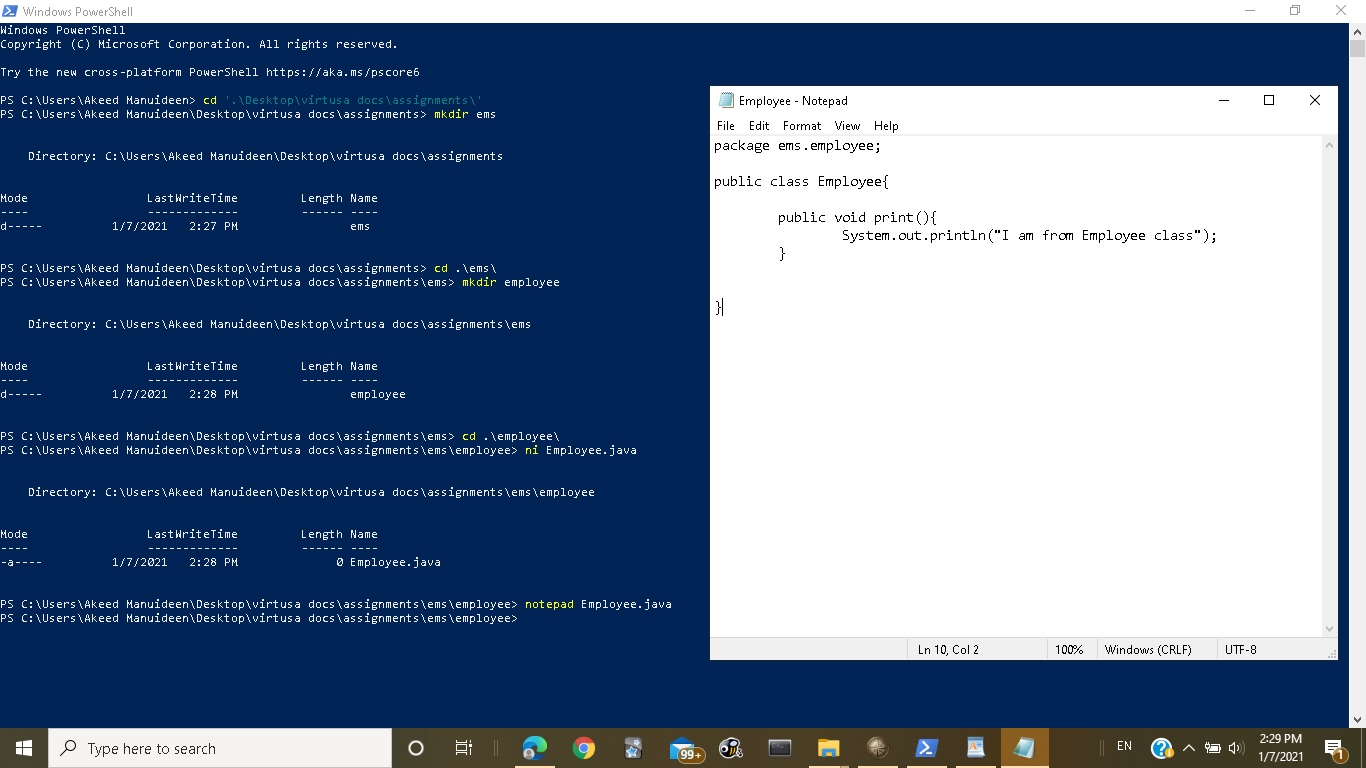 Windows PowerShell
Windows PowerShell
Copyright (C) Microsoft Corporation. All rights reserved.
Try the new cross-platform PowerShell https://aka.ms/pscore6
PS C:\Users\Akeed Manuideen> cd '.\Desktop\virtusa docs\assignments\'
PS C:\Users\Akeed Manuideen\Desktop\virtusa docs\assignments> mkdir ems
Directory: C:\Users\Akeed Manuideen\Desktop\virtusa docs\assignments
Mode LastWriteTime Length Name
---- ------------- ------ ----
d----- 1/7/2021 2:27 PM ems
PS C:\Users\Akeed Manuideen\Desktop\virtusa docs\assignments> cd .\ems\
PS C:\Users\Akeed Manuideen\Desktop\virtusa docs\assignments\ems> mkdir employee
Directory: C:\Users\Akeed Manuideen\Desktop\virtusa docs\assignments\ems
Mode LastWriteTime Length Name
---- ------------- ------ ----
d----- 1/7/2021 2:28 PM employee
PS C:\Users\Akeed Manuideen\Desktop\virtusa docs\assignments\ems> cd .\employee\
PS C:\Users\Akeed Manuideen\Desktop\virtusa docs\assignments\ems\employee> ni Employee.java
Directory: C:\Users\Akeed Manuideen\Desktop\virtusa docs\assignments\ems\employee
Mode LastWriteTime Length Name
---- ------------- ------ ----
-a---- 1/7/2021 2:28 PM 0 Employee.java
PS C:\Users\Akeed Manuideen\Desktop\virtusa docs\assignments\ems\employee> notepad Employee.java
PS C:\Users\Akeed Manuideen\Desktop\virtusa docs\assignments\ems\employee>
Employee - Notepad
File Edit Format View Help
package ems.employee;
public class Employee{
public void print(){
System.out.println("I am from Employee class");
}
}
Ln 10, Col 2 100% Windows (CRLF) UTF-8
Type here to search
99+
EN
2:29 PM
1/7/2021
1